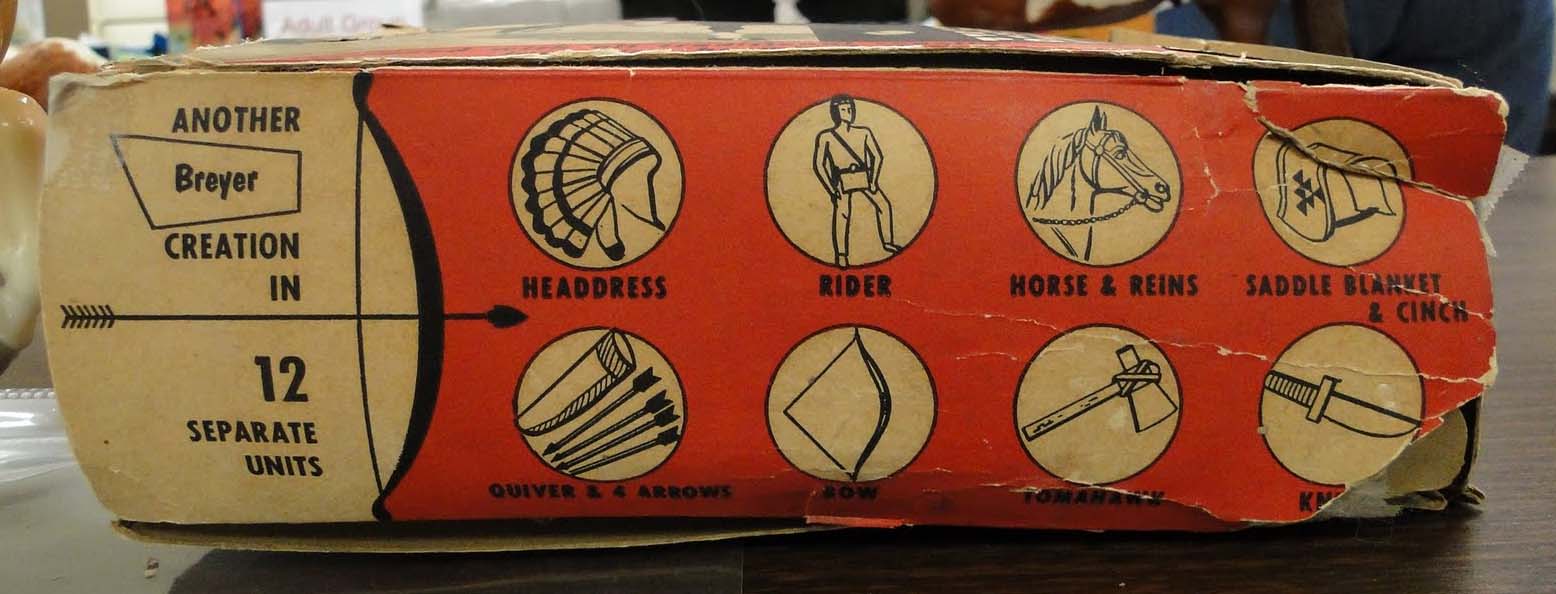 ANOTHER
Breyer
CREATION
IN
12
SEPARATE
UNITS
HEADDRESS
RIDER
HORSE & REINS
SADDLE BLANKET
& CINCH
QUIVER & 4 ARROWS
BOW
TOMAHAWK
KN